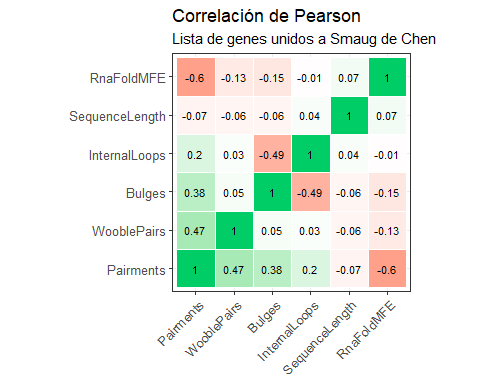 Correlación de Pearson
Lista de genes unidos a Smaug de Chen
RnaFoldMFE -0.6 -0.13 -0.15 -0.01 0.07 1
SequenceLength -0.07 -0.06 -0.06 0.04 1 0.07
InternalLoops 0.2 0.03 -0.49 1 0.04 -0.01
Bulges 0.38 0.05 1 -0.49 -0.06 -0.15
WooblePairs 0.47 1 0.05 0.03 -0.06 -0.13
Pairments 1 0.47 0.38 0.2 -0.07 -0.6
Pairments
WooblePairs
Bulges
InternalLoops
SequenceLength
RnaFoldMFE